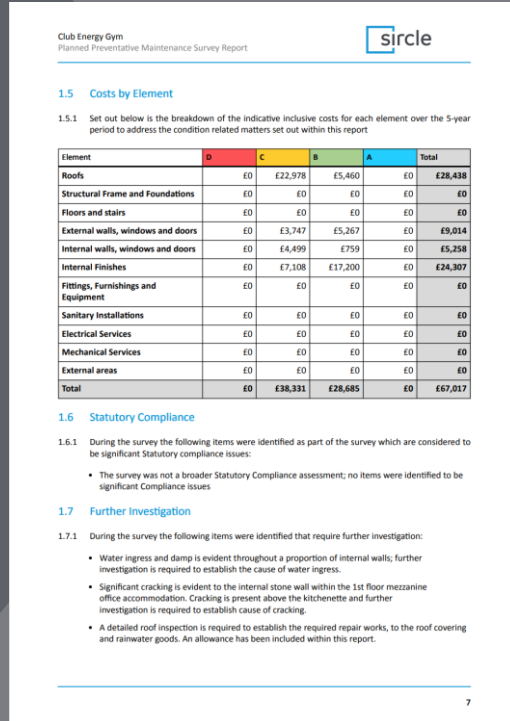 Club Energy Gym
Planned Preventative Maintenance Survey Report
sircle
1.5 Costs by Element
1.5.1 Set out below is the breakdown of the indicative inclusive costs for each element over the 5-year
period to address the condition related matters set out within this report
Element D C B A Total
Roofs £0 £22,978 £5,460 £0 £28,438
Structural Frame and Foundations £0 £0 £0 £0 £0
Floors and stairs £0 £0 £0 £0 £0
External walls, windows and doors £0 £3,747 £5,267 £0 £9,014
Internal walls, windows and doors £0 £4,499 £759 £0 £5,258
Internal Finishes £0 £7,108 £17,200 £0 £24,307
Fittings, Furnishings and £0 £0 £0 £0 £0
Equipment
Sanitary Installations £0 £0 £0 £0 £0
Electrical Services £0 £0 £0 £0 £0
Mechanical Services £0 £0 £0 £0 £0
External areas £0 £0 £0 £0 £0
Total £0 £38,331 £28,685 £0 £67,017
1.6 Statutory Compliance
1.6.1 During the survey the following items were identified as part of the survey which are considered to
be significant Statutory compliance issues:
• The survey was not a broader Statutory Compliance assessment; no items were identified to be
significant Compliance issues
1.7 Further Investigation
1.7.1 During the survey the following items were identified that require further investigation:
• Water ingress and damp is evident throughout a proportion of internal walls; further
investigation is required to establish the cause of water ingress.
• Significant cracking is evident to the internal stone wall within the 1st floor mezzanine
office accommodation. Cracking is present above the kitchenette and further
investigation is required to establish cause of cracking.
• A detailed roof inspection is required to establish the required repair works, to the roof covering
and rainwater goods. An allowance has been included within this report.
7